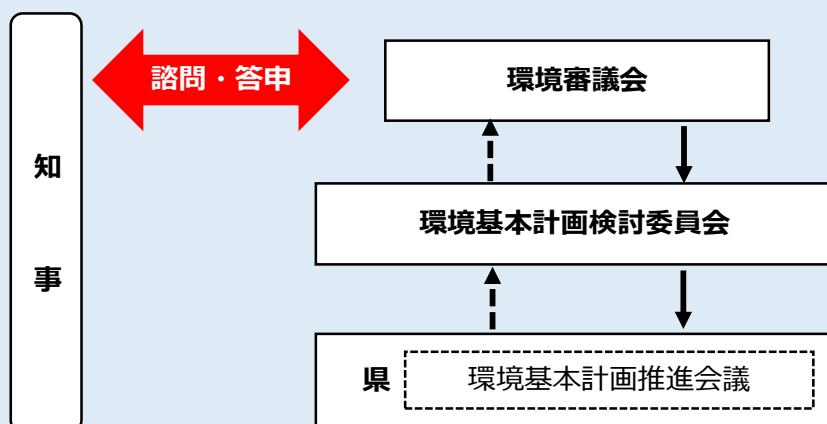 知事
諮問・答申
環境審議会
環境基本計画検討委員会
県
環境基本計画推進会議